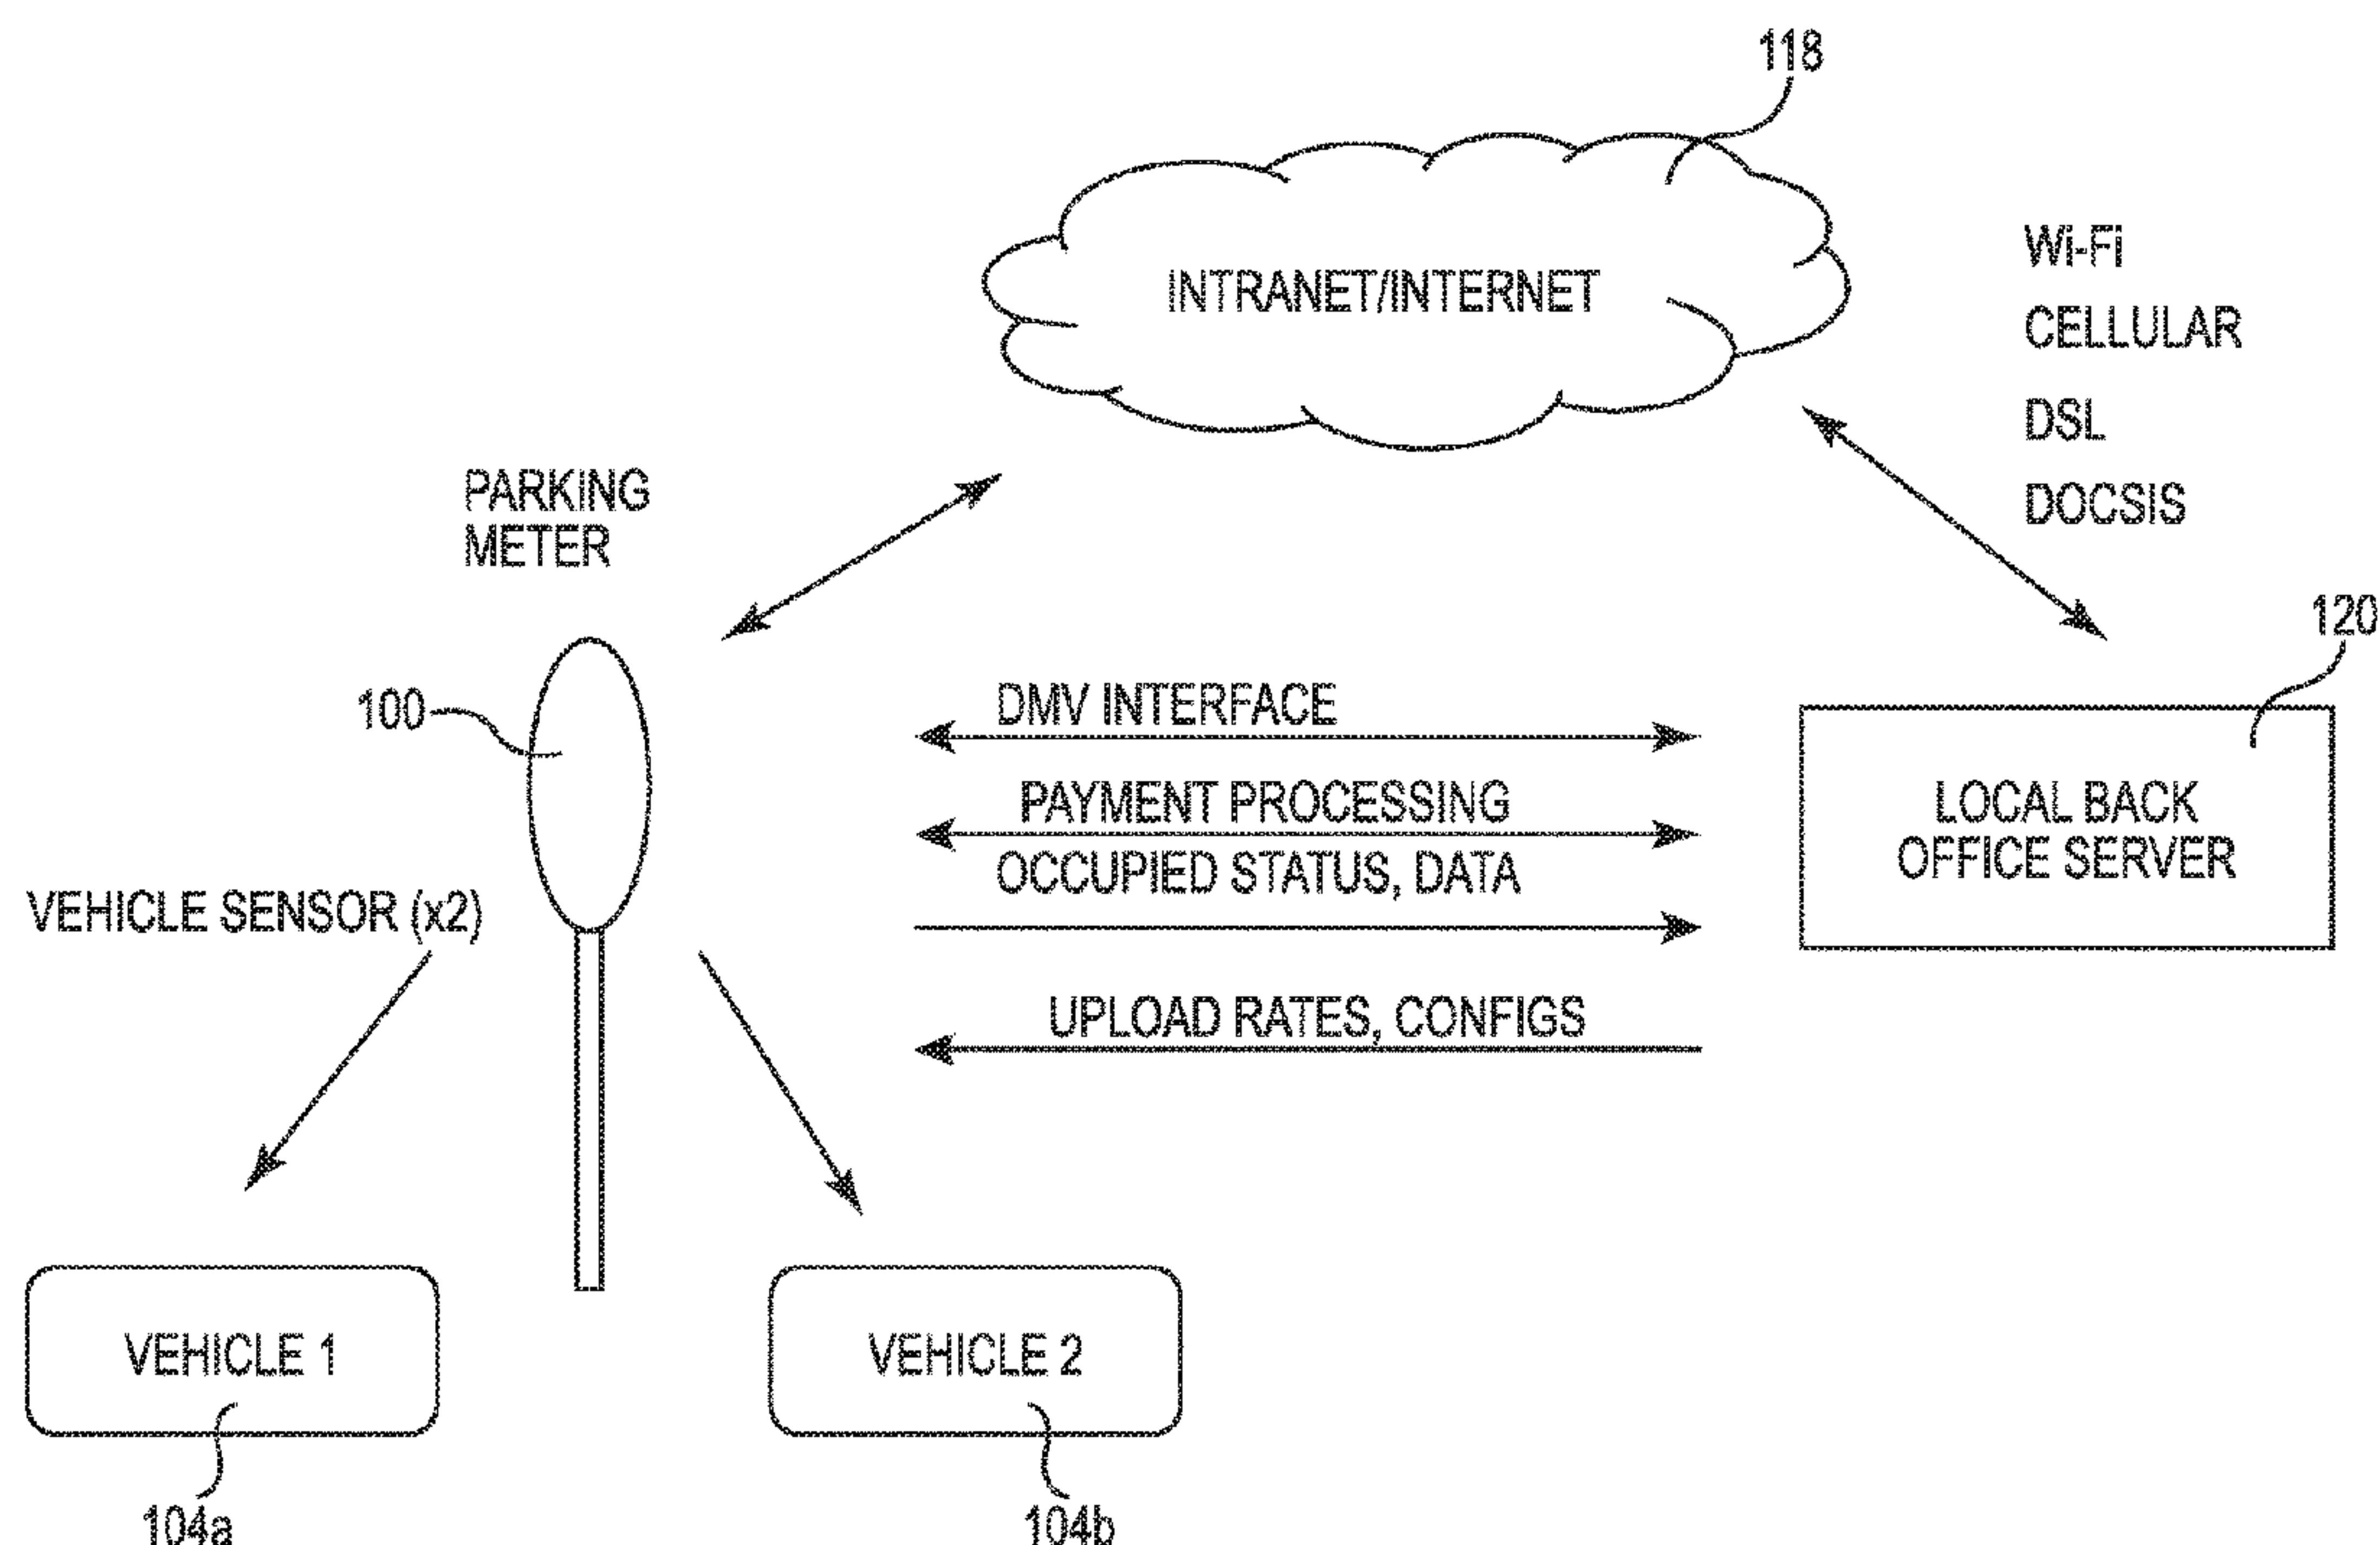 118
INTRANET/INTERNET
Wi-Fi
CELLULAR
DSL
DOCSIS
PARKING
METER
120
100
DMV INTERFACE
PAYMENT PROCESSING
OCCUPIED STATUS, DATA
UPLOAD RATES, CONFIGS
LOCAL BACK
OFFICE SERVER
VEHICLE SENSOR (x2)
VEHICLE 1
VEHICLE 2
104a
104b